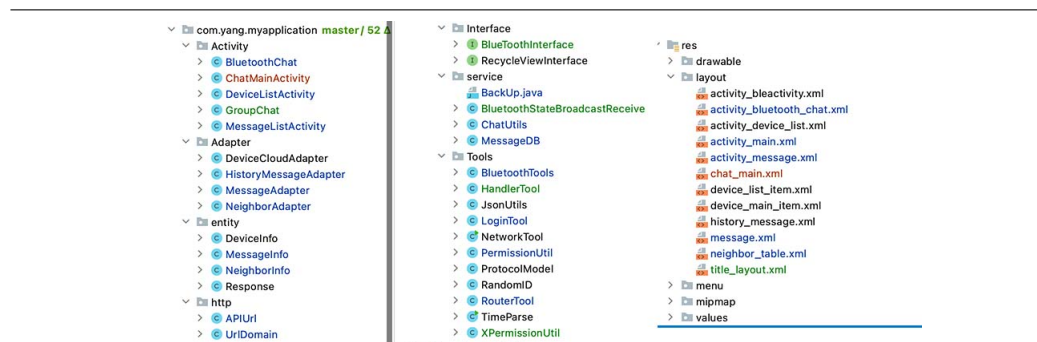 com.yang.myapplication master / 52 Δ
Activity
BluetoothChat
ChatMainActivity
DeviceListActivity
GroupChat
MessageListActivity
Adapter
DeviceCloudAdapter
HistoryMessageAdapter
MessageAdapter
NeighborAdapter
entity
DeviceInfo
MessageInfo
NeighborInfo
Response
http
APIUrl
UrlDomain
Interface
BlueToothInterface
RecycleViewInterface
service
BackUp.java
BluetoothStateBroadcastReceive
ChatUtils
MessageDB
Tools
BluetoothTools
HandlerTool
JsonUtils
LoginTool
NetworkTool
PermissionUtil
ProtocolModel
RandomID
RouterTool
TimeParse
XPermissionUtil
res
drawable
layout
activity_bleactivity.xml
activity_bluetooth_chat.xml
activity_device_list.xml
activity_main.xml
activity_message.xml
chat_main.xml
device_list_item.xml
device_main_item.xml
history_message.xml
message.xml
neighbor_table.xml
title_layout.xml
menu
mipmap
values